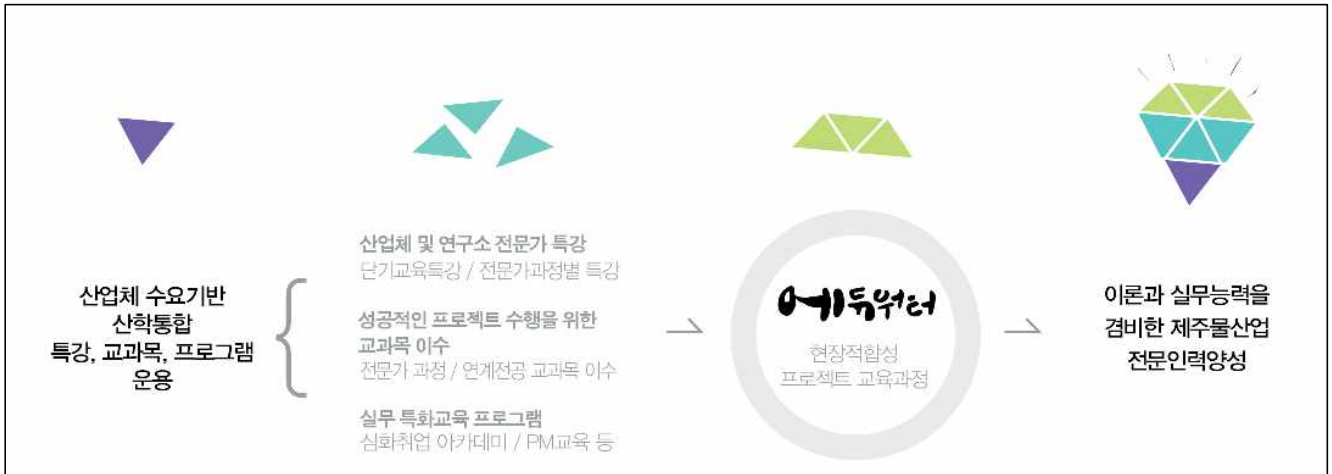 산업체 수요기반
산학통합
특강, 교과목, 프로그램
운용
산업체 및 연구소 전문가 특강
단기교육특강 / 전문가과정별 특강
성공적인 프로젝트 수행을 위한
교과목 이수
전문가 과정 / 연계전공 교과목 이수
실무 특화교육 프로그램
심화취업 아카데미 / PM교육 등
에듀워터
현장적합성
프로젝트 교육과정
이론과 실무능력을
겸비한 제주물산업
전문인력양성